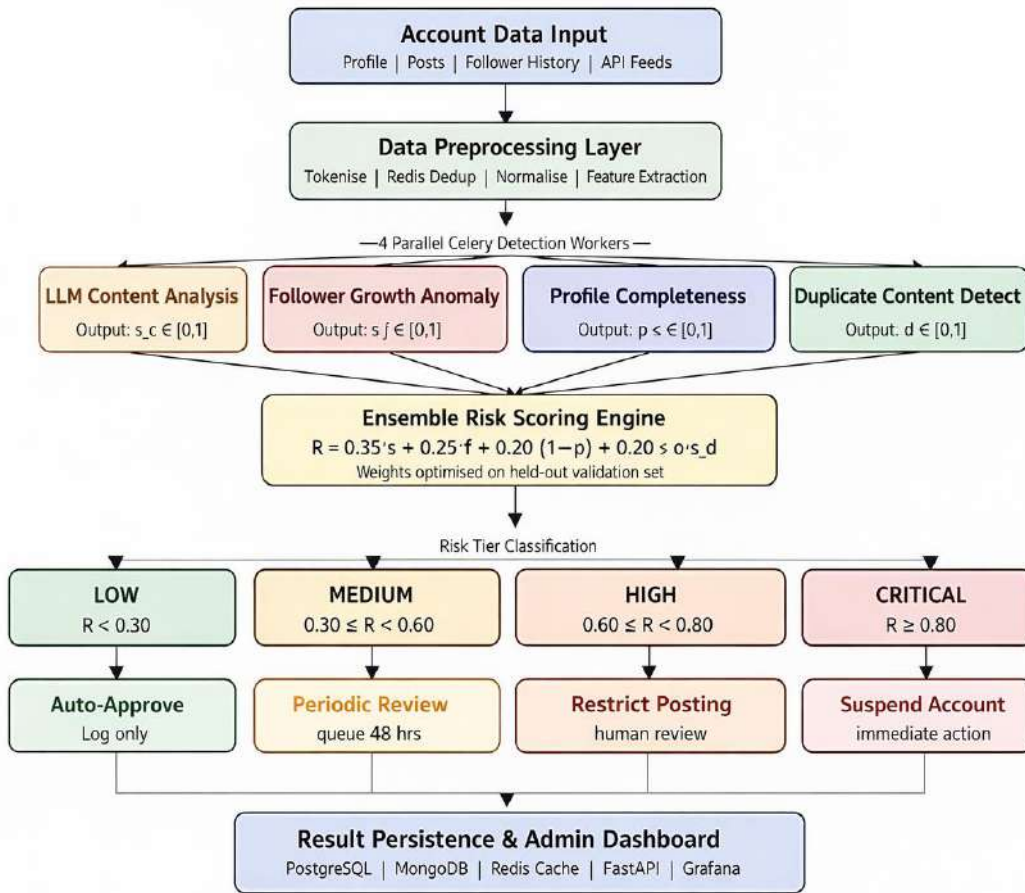 Account Data Input
Profile | Posts | Follower History | API Feeds
Data Preprocessing Layer
Tokenise | Redis Dedup | Normalise | Feature Extraction
—4 Parallel Celery Detection Workers—
LLM Content Analysis
Output: s_c ∈ [0,1]
Follower Growth Anomaly
Output: s ∫ ∈ [0,1]
Profile Completeness
Output: p ≤ ∈ [0,1]
Duplicate Content Detect
Output. d ∈ [0,1]
Ensemble Risk Scoring Engine
R = 0.35·s + 0.25·f + 0.20 (1−p) + 0.20 ≤ o·s_d
Weights optimised on held-out validation set
Risk Tier Classification
LOW
R < 0.30
MEDIUM
0.30 ≤ R < 0.60
HIGH
0.60 ≤ R < 0.80
CRITICAL
R ≥ 0.80
Auto-Approve
Log only
Periodic Review
queue 48 hrs
Restrict Posting
human review
Suspend Account
immediate action
Result Persistence & Admin Dashboard
PostgreSQL | MongoDB | Redis Cache | FastAPI | Grafana